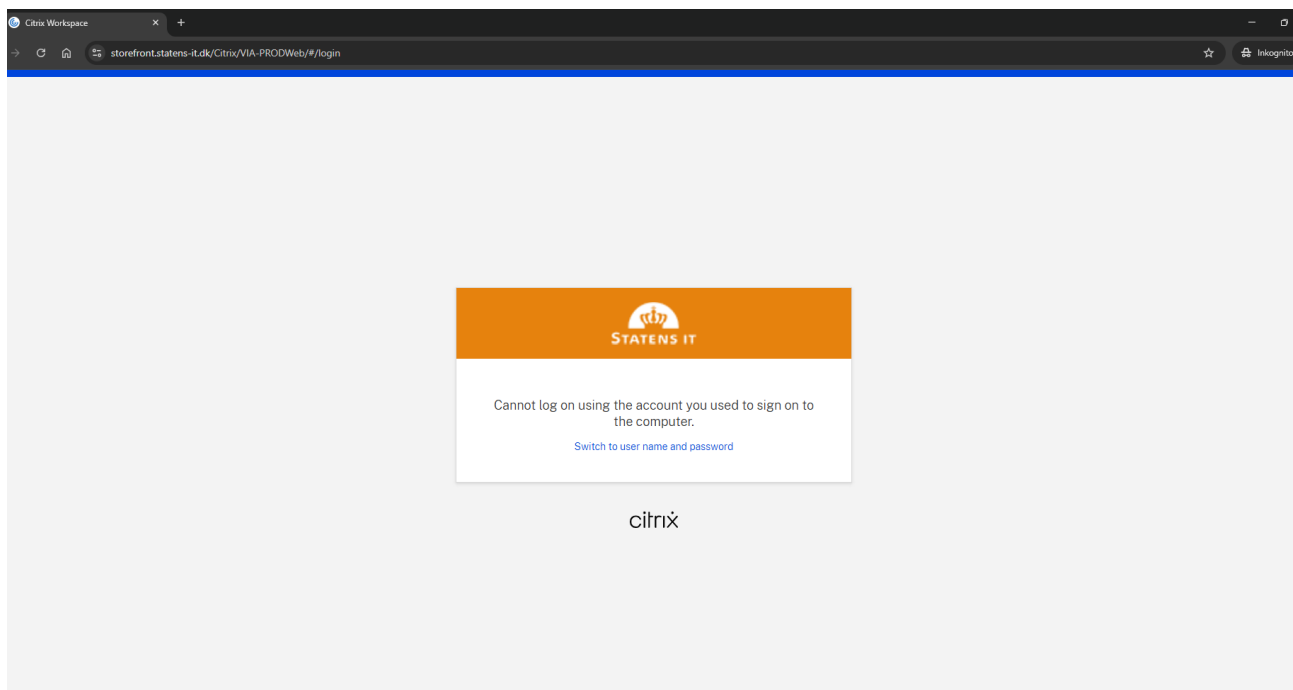 Citrix Workspace
storefront.statens-it.dk/Citrix/VIA-PRODWeb/#/login
Inkognito
STATENS IT
Cannot log on using the account you used to sign on to
the computer.
Switch to user name and password
citrix